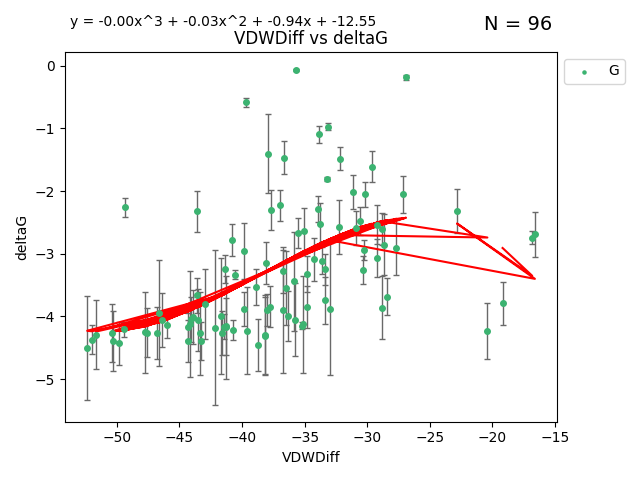 y = -0.00x^3 + -0.03x^2 + -0.94x + -12.55
N = 96
VDWDiff vs deltaG
G
0
−1
−2
−3
−4
−5
deltaG
−50
−45
−40
−35
−30
−25
−20
−15
VDWDiff